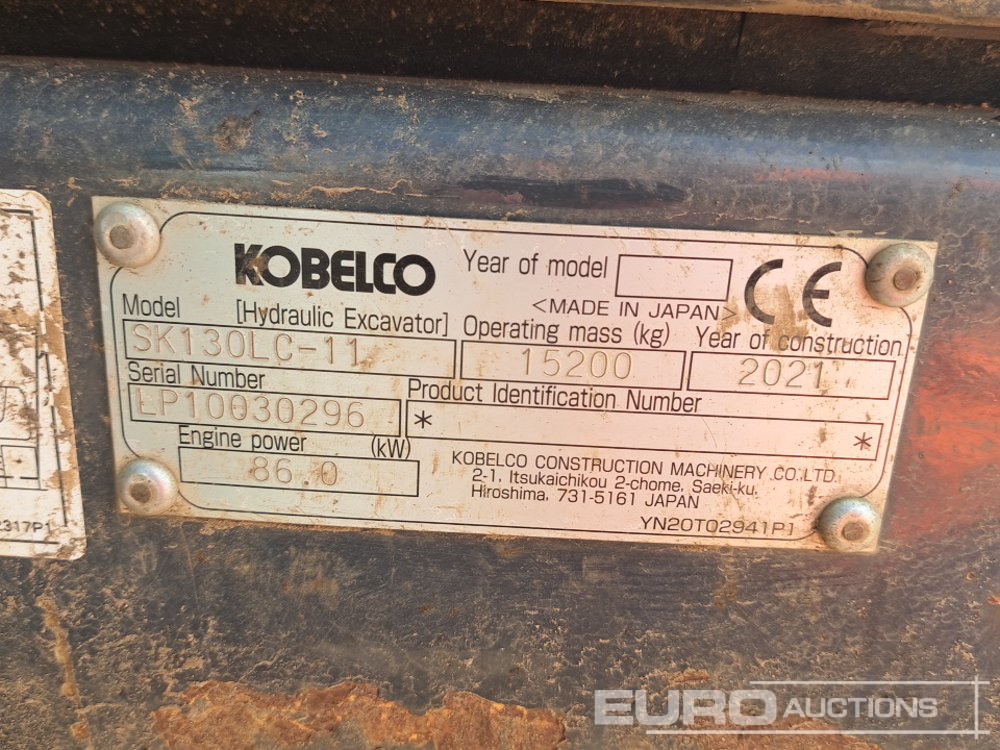 KOBELCO
Year of model
<MADE IN JAPAN>
CE
Model [Hydraulic Excavator]
SK130LC-11
Operating mass (kg)
15200
Year of construction
2021
Serial Number
LP10030296
Product Identification Number
* *
Engine power (kW)
86.0
KOBELCO CONSTRUCTION MACHINERY CO.,LTD.
2-1, Itsukaichikou 2-chome, Saeki-ku,
Hiroshima, 731-5161 JAPAN
YN20T02941P1
2317P1
EURO AUCTIONS